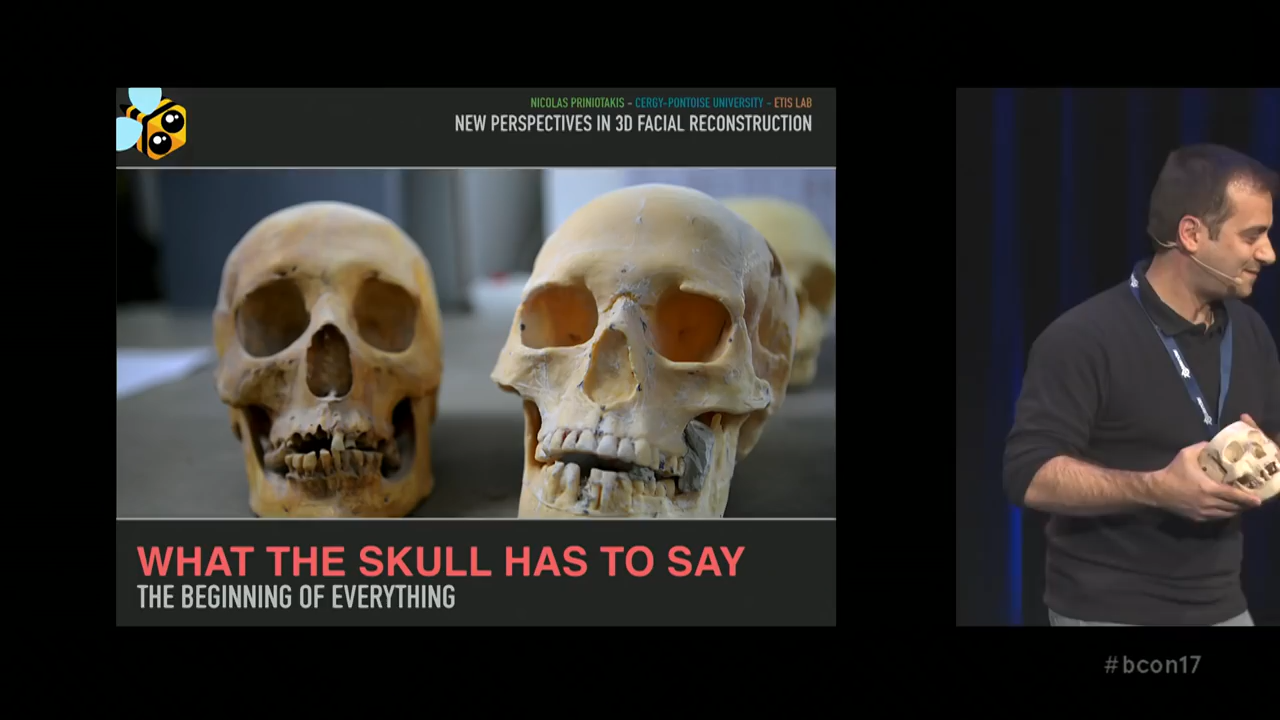 NICOLAS PRINIOTAKIS - CERGY-PONTOISE UNIVERSITY - ETIS LAB
NEW PERSPECTIVES IN 3D FACIAL RECONSTRUCTION
WHAT THE SKULL HAS TO SAY
THE BEGINNING OF EVERYTHING
#bcon17